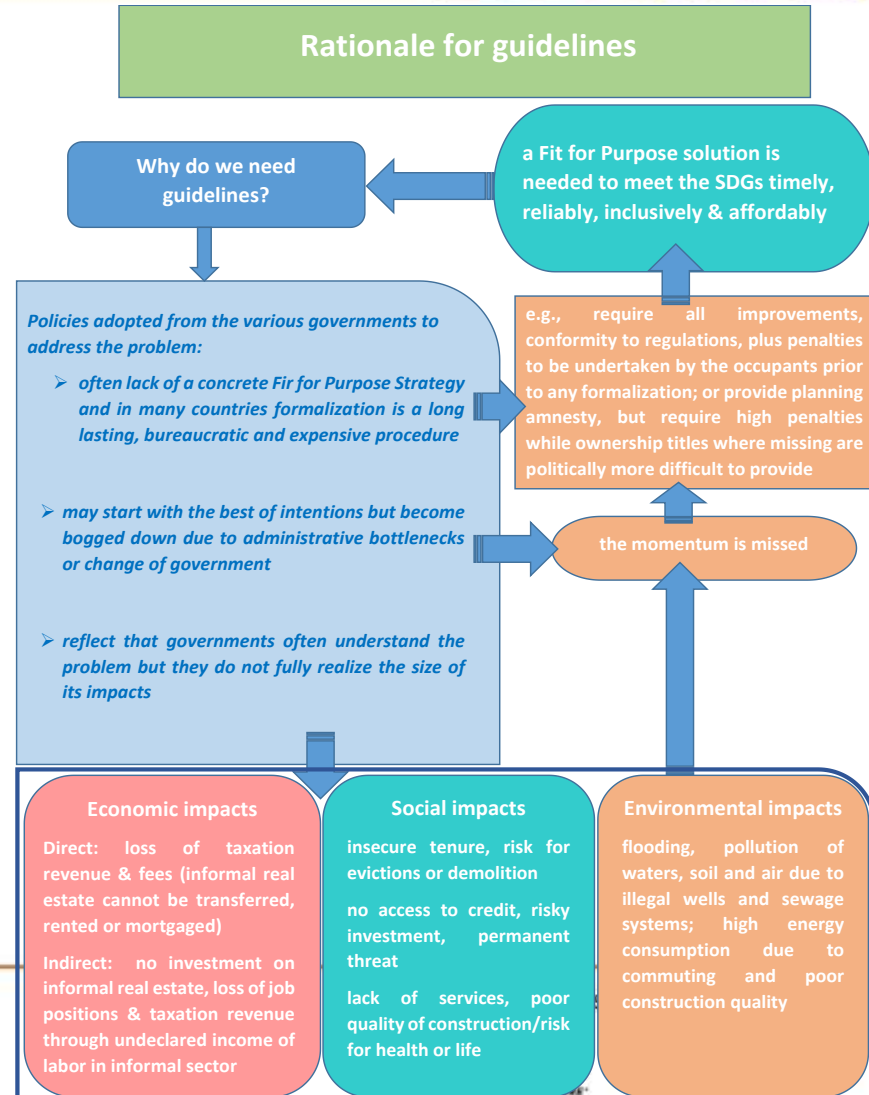 Rationale for guidelines
Why do we need
guidelines?
a Fit for Purpose solution is
needed to meet the SDGs timely,
reliably, inclusively & affordably
Policies adopted from the various governments to
address the problem:
➢ often lack of a concrete Fir for Purpose Strategy
and in many countries formalization is a long
lasting, bureaucratic and expensive procedure
➢ may start with the best of intentions but become
bogged down due to administrative bottlenecks
or change of government
➢ reflect that governments often understand the
problem but they do not fully realize the size of
its impacts
e.g., require all improvements,
conformity to regulations, plus penalties
to be undertaken by the occupants prior
to any formalization; or provide planning
amnesty, but require high penalties
while ownership titles where missing are
politically more difficult to provide
the momentum is missed
Economic impacts
Direct: loss of taxation
revenue & fees (informal real
estate cannot be transferred,
rented or mortgaged)
Indirect: no investment on
informal real estate, loss of job
positions & taxation revenue
through undeclared income of
labor in informal sector
Social impacts
insecure tenure, risk for
evictions or demolition
no access to credit, risky
investment, permanent
threat
lack of services, poor
quality of construction/risk
for health or life
Environmental impacts
flooding, pollution of
waters, soil and air due to
illegal wells and sewage
systems; high energy
consumption due to
commuting and poor
construction quality